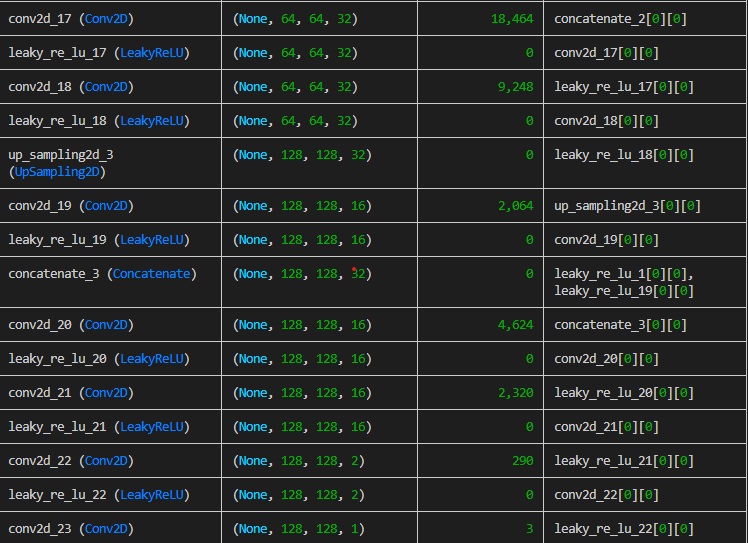 conv2d_17 (Conv2D) (None, 64, 64, 32) 18,464 concatenate_2[0][0]
leaky_re_lu_17 (LeakyReLU) (None, 64, 64, 32) 0 conv2d_17[0][0]
conv2d_18 (Conv2D) (None, 64, 64, 32) 9,248 leaky_re_lu_17[0][0]
leaky_re_lu_18 (LeakyReLU) (None, 64, 64, 32) 0 conv2d_18[0][0]
up_sampling2d_3 (None, 128, 128, 32) 0 leaky_re_lu_18[0][0]
(UpSampling2D)
conv2d_19 (Conv2D) (None, 128, 128, 16) 2,064 up_sampling2d_3[0][0]
leaky_re_lu_19 (LeakyReLU) (None, 128, 128, 16) 0 conv2d_19[0][0]
concatenate_3 (Concatenate) (None, 128, 128, 32) 0 leaky_re_lu_1[0][0],
leaky_re_lu_19[0][0]
conv2d_20 (Conv2D) (None, 128, 128, 16) 4,624 concatenate_3[0][0]
leaky_re_lu_20 (LeakyReLU) (None, 128, 128, 16) 0 conv2d_20[0][0]
conv2d_21 (Conv2D) (None, 128, 128, 16) 2,320 leaky_re_lu_20[0][0]
leaky_re_lu_21 (LeakyReLU) (None, 128, 128, 16) 0 conv2d_21[0][0]
conv2d_22 (Conv2D) (None, 128, 128, 2) 290 leaky_re_lu_21[0][0]
leaky_re_lu_22 (LeakyReLU) (None, 128, 128, 2) 0 conv2d_22[0][0]
conv2d_23 (Conv2D) (None, 128, 128, 1) 3 leaky_re_lu_22[0][0]